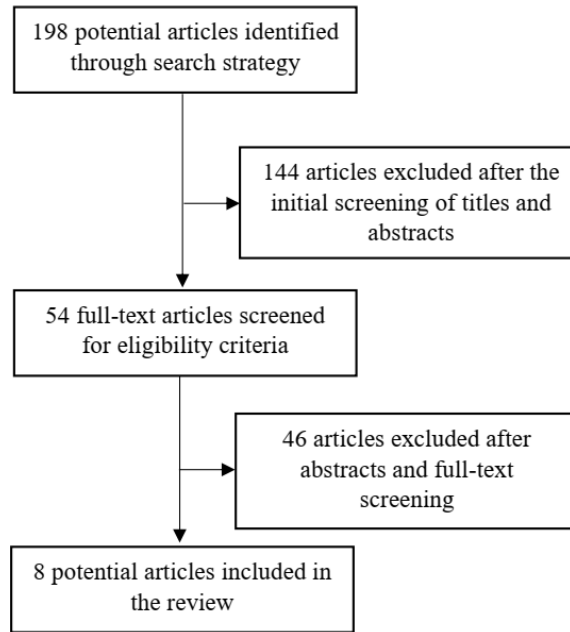 198 potential articles identified
through search strategy
144 articles excluded after the
initial screening of titles and
abstracts
54 full-text articles screened
for eligibility criteria
46 articles excluded after
abstracts and full-text
screening
8 potential articles included in
the review